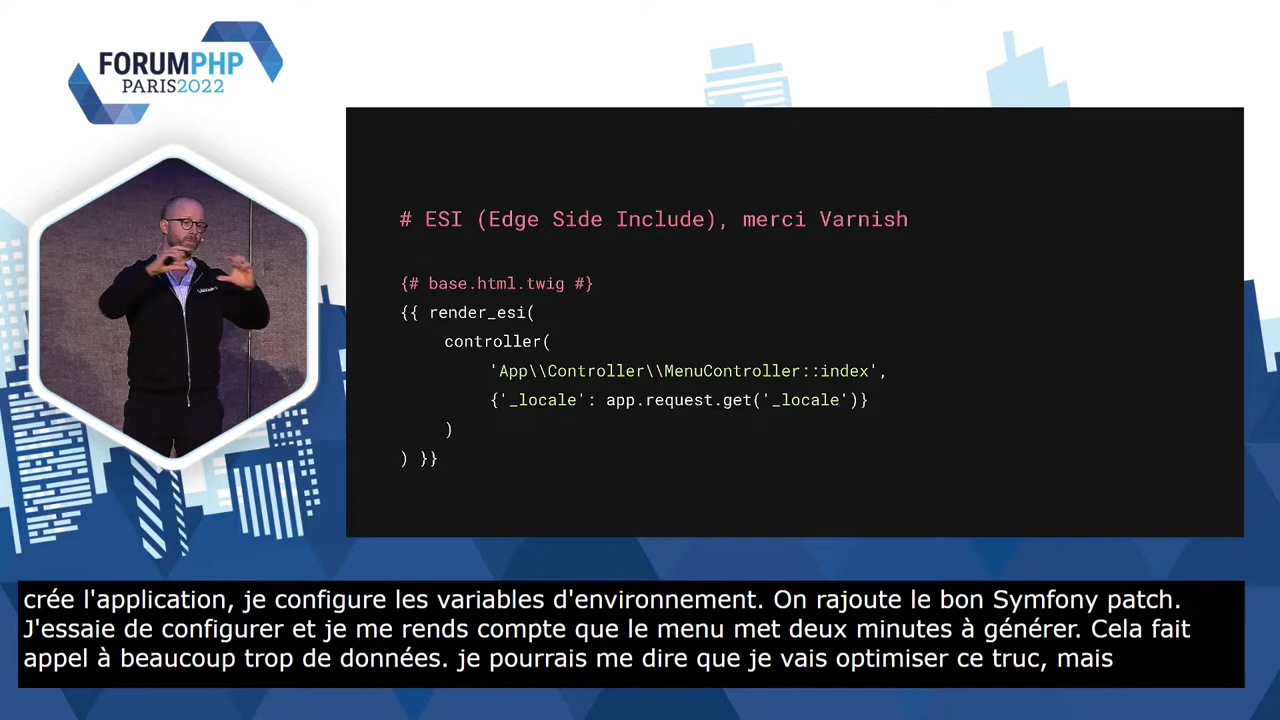 FORUMPHP
PARIS2022
# ESI (Edge Side Include), merci Varnish
{# base.html.twig #}
{{ render_esi(
controller(
'App\\Controller\\MenuController::index',
{'_locale': app.request.get('_locale')}
)
) }}
crée l'application, je configure les variables d'environnement. On rajoute le bon Symfony patch.
J'essaie de configurer et je me rends compte que le menu met deux minutes à générer. Cela fait
appel à beaucoup trop de données. je pourrais me dire que je vais optimiser ce truc, mais